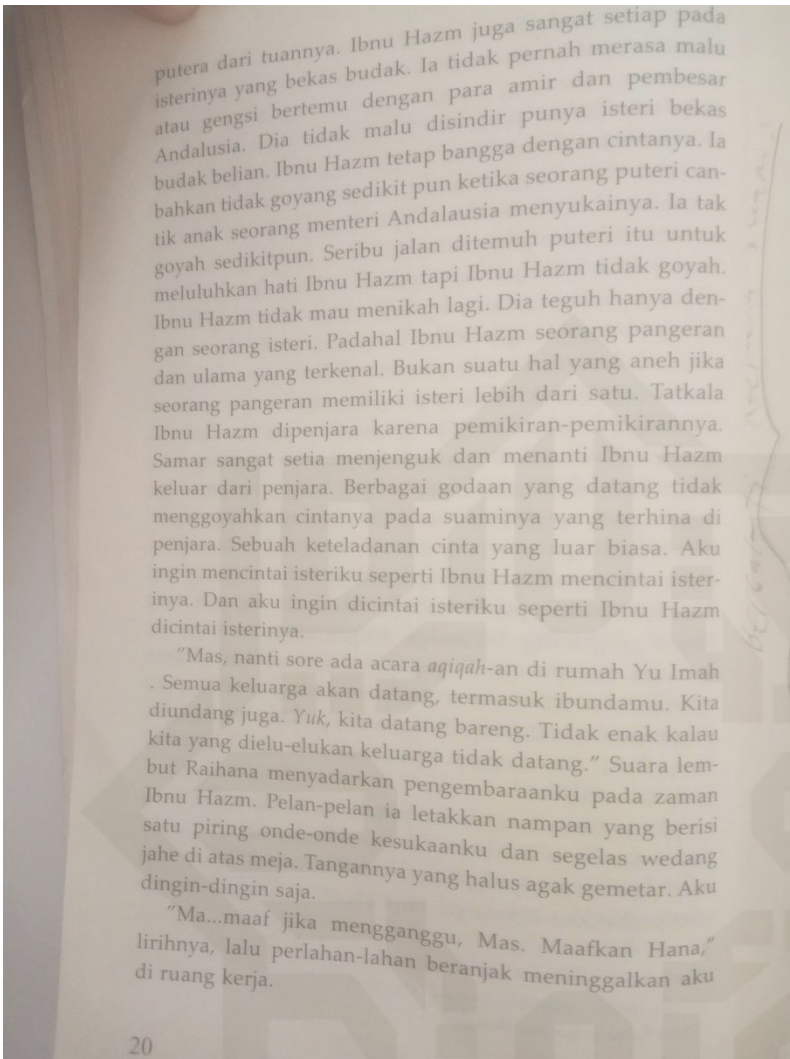 putera dari tuannya. Ibnu Hazm juga sangat setiap pada
isterinya yang bekas budak. Ia tidak pernah merasa malu
atau gengsi bertemu dengan para amir dan pembesar
Andalusia. Dia tidak malu disindir punya isteri bekas
budak belian. Ibnu Hazm tetap bangga dengan cintanya. Ia
bahkan tidak goyang sedikit pun ketika seorang puteri can-
tik anak seorang menteri Andalausia menyukainya. Ia tak
goyah sedikitpun. Seribu jalan ditemuh puteri itu untuk
meluluhkan hati Ibnu Hazm tapi Ibnu Hazm tidak goyah.
Ibnu Hazm tidak mau menikah lagi. Dia teguh hanya den-
gan seorang isteri. Padahal Ibnu Hazm seorang pangeran
dan ulama yang terkenal. Bukan suatu hal yang aneh jika
seorang pangeran memiliki isteri lebih dari satu. Tatkala
Ibnu Hazm dipenjara karena pemikiran-pemikirannya.
Samar sangat setia menjenguk dan menanti Ibnu Hazm
keluar dari penjara. Berbagai godaan yang datang tidak
menggoyahkan cintanya pada suaminya yang terhina di
penjara. Sebuah keteladanan cinta yang luar biasa. Aku
ingin mencintai isteriku seperti Ibnu Hazm mencintai ister-
inya. Dan aku ingin dicintai isteriku seperti Ibnu Hazm
dicintai isterinya.
"Mas, nanti sore ada acara aqiqah-an di rumah Yu Imah
. Semua keluarga akan datang, termasuk ibundamu. Kita
diundang juga. Yuk, kita datang bareng. Tidak enak kalau
kita yang dielu-elukan keluarga tidak datang." Suara lem-
but Raihana menyadarkan pengembaraanku pada zaman
Ibnu Hazm. Pelan-pelan ia letakkan nampan yang berisi
satu piring onde-onde kesukaanku dan segelas wedang
jahe di atas meja. Tangannya yang halus agak gemetar. Aku
dingin-dingin saja.
"Ma...maaf jika mengganggu, Mas. Maafkan Hana,"
lirihnya, lalu perlahan-lahan beranjak meninggalkan aku
di ruang kerja.
20